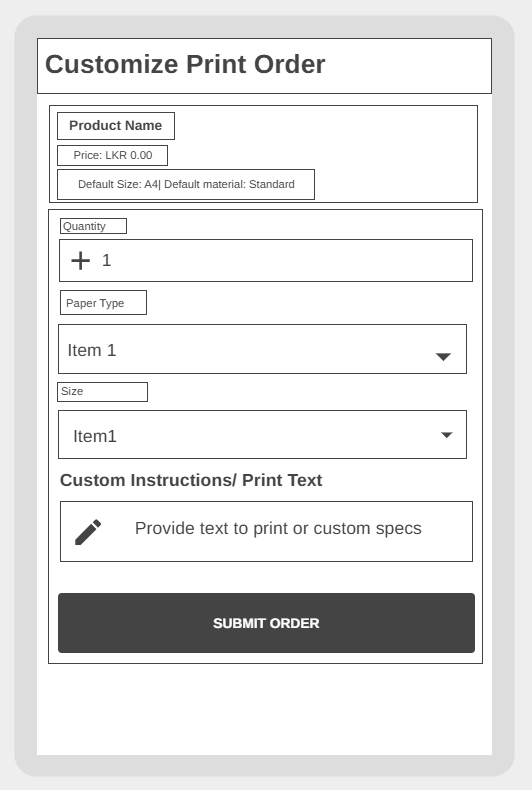 Customize Print Order
Product Name
Price: LKR 0.00
Default Size: A4| Default material: Standard
Quantity
1
Paper Type
Item 1
Size
Item1
Custom Instructions/ Print Text
Provide text to print or custom specs
SUBMIT ORDER